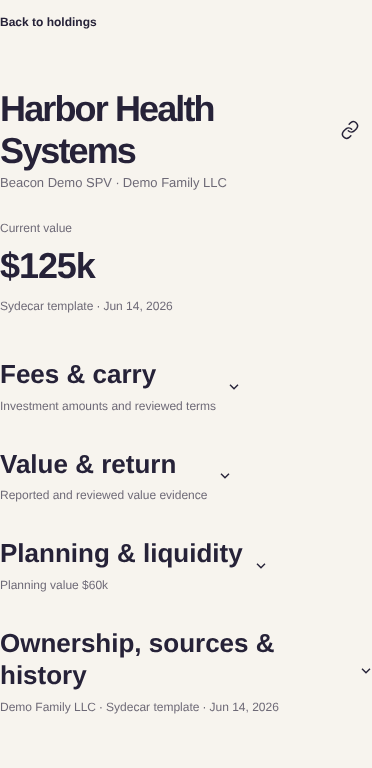 Back to holdings
Harbor Health
Systems
Beacon Demo SPV · Demo Family LLC
Current value
$125k
Sydecar template · Jun 14, 2026
Fees & carry
Investment amounts and reviewed terms
Value & return
Reported and reviewed value evidence
Planning & liquidity
Planning value $60k
Ownership, sources &
history
Demo Family LLC · Sydecar template · Jun 14, 2026